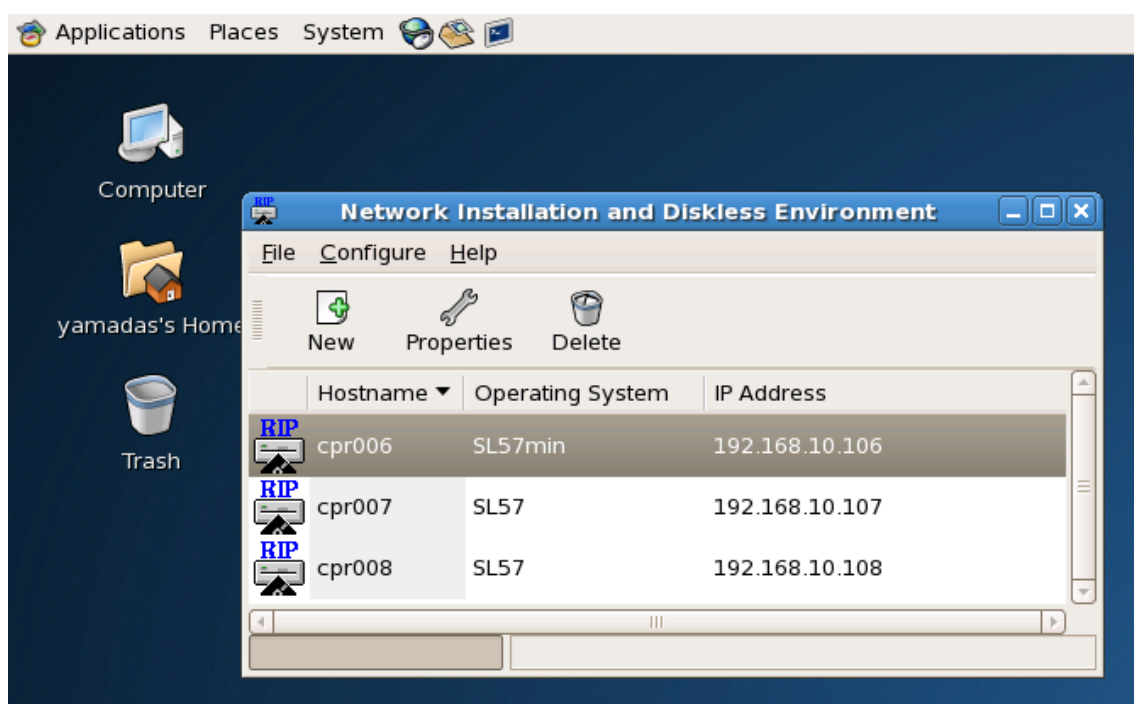 Applications Places System
Computer
yamadas's Home
Trash
RIP Network Installation and Diskless Environment
File Configure Help
New Properties Delete
Hostname Operating System IP Address
RIP cpr006 SL57min 192.168.10.106
RIP cpr007 SL57 192.168.10.107
RIP cpr008 SL57 192.168.10.108